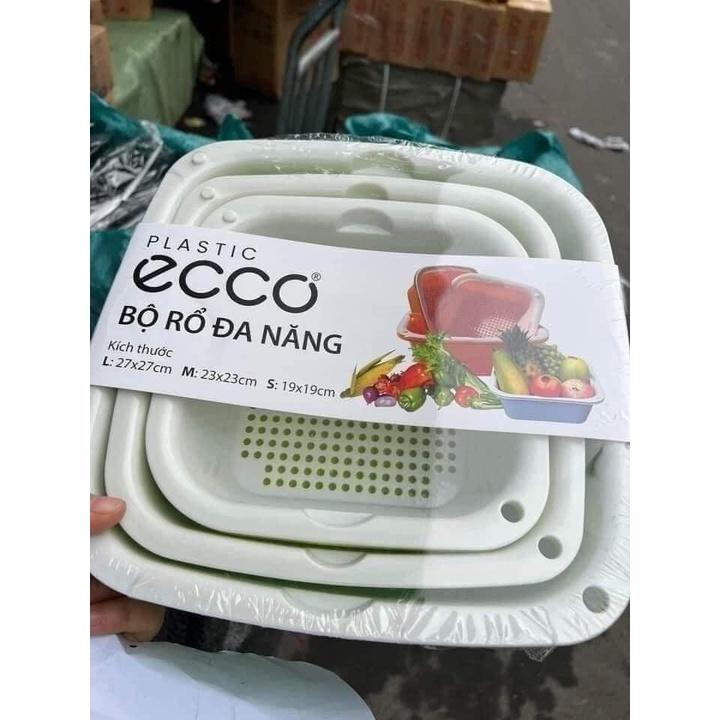 PLASTIC
ecco®
BỘ RỔ ĐA NĂNG
Kích thước
L: 27x27cm M: 23x23cm S: 19x19cm